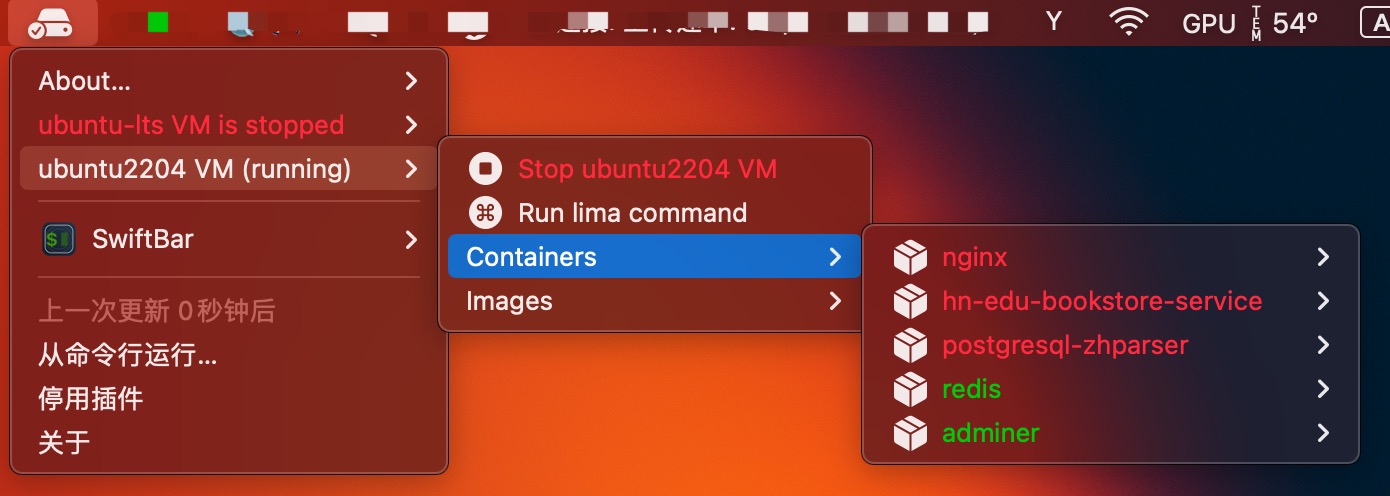 Y GPU TEM 54°
About...
ubuntu-lts VM is stopped
ubuntu2204 VM (running)
SwiftBar
上一次更新 0 秒钟后
从命令行运行...
停用插件
关于
Stop ubuntu2204 VM
Run lima command
Containers
Images
nginx
hn-edu-bookstore-service
postgresql-zhparser
redis
adminer